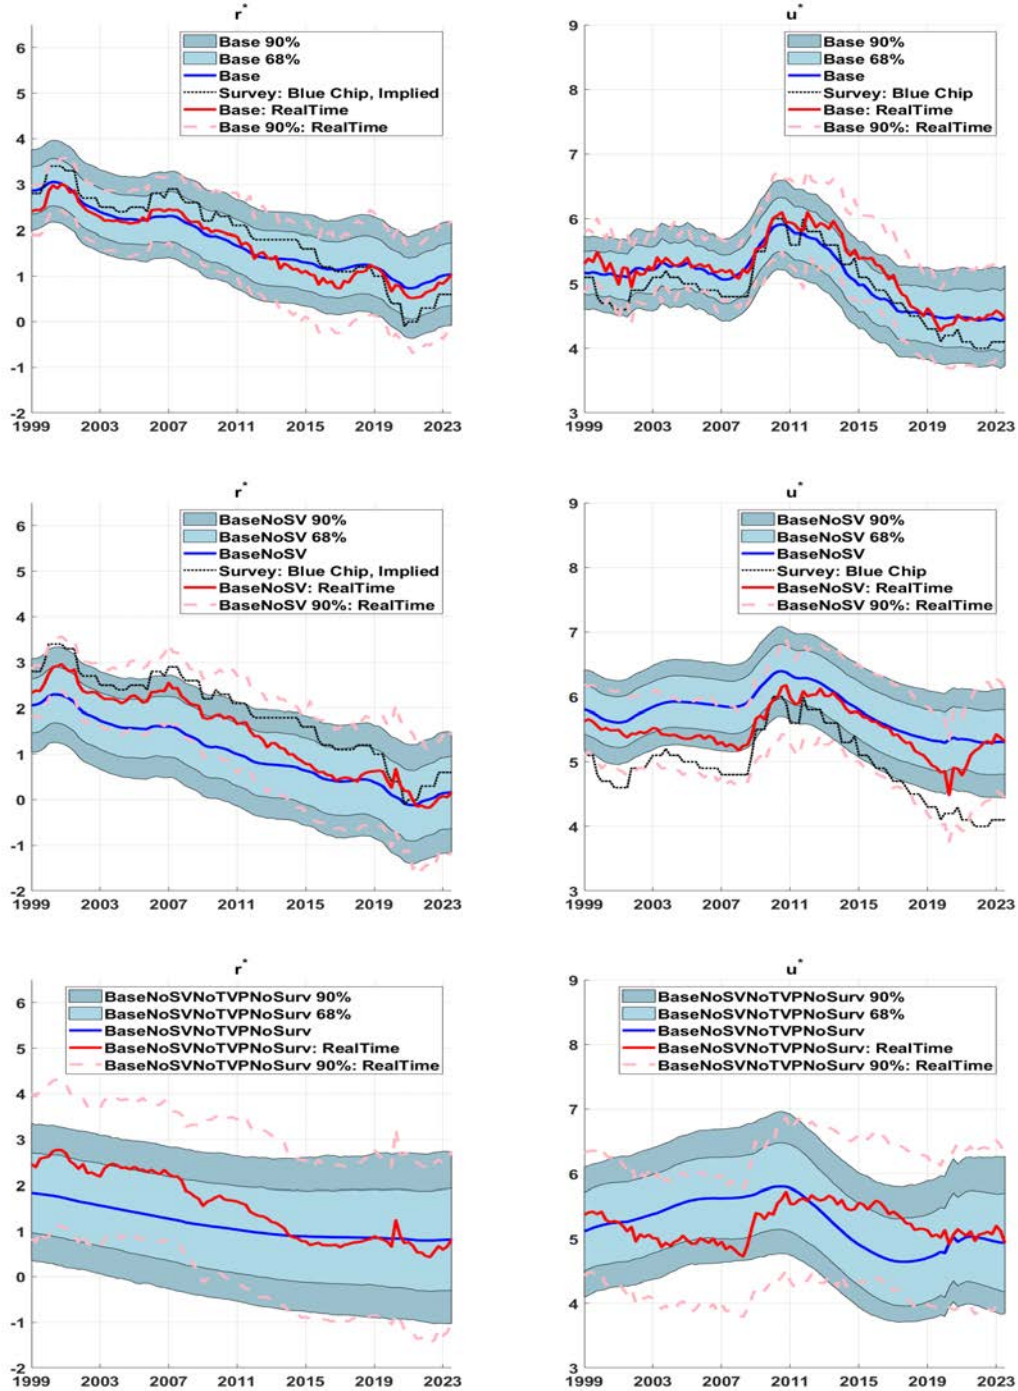 r*
6
5
4
3
2
1
0
-1
-2
Base 90%
Base 68%
Base
Survey: Blue Chip, Implied
Base: RealTime
Base 90%: RealTime
1999 2003 2007 2011 2015 2019 2023
u*
9
8
7
6
5
4
3
Base 90%
Base 68%
Base
Survey: Blue Chip
Base: RealTime
Base 90%: RealTime
1999 2003 2007 2011 2015 2019 2023
r*
6
5
4
3
2
1
0
-1
-2
BaseNoSV 90%
BaseNoSV 68%
BaseNoSV
Survey: Blue Chip, Implied
BaseNoSV: RealTime
BaseNoSV 90%: RealTime
1999 2003 2007 2011 2015 2019 2023
u*
9
8
7
6
5
4
3
BaseNoSV 90%
BaseNoSV 68%
BaseNoSV
Survey: Blue Chip
BaseNoSV: RealTime
BaseNoSV 90%: RealTime
1999 2003 2007 2011 2015 2019 2023
r*
6
5
4
3
2
1
0
-1
-2
BaseNoSVNoTVPNoSurv 90%
BaseNoSVNoTVPNoSurv 68%
BaseNoSVNoTVPNoSurv
BaseNoSVNoTVPNoSurv: RealTime
BaseNoSVNoTVPNoSurv 90%: RealTime
1999 2003 2007 2011 2015 2019 2023
u*
9
8
7
6
5
4
3
BaseNoSVNoTVPNoSurv 90%
BaseNoSVNoTVPNoSurv 68%
BaseNoSVNoTVPNoSurv
BaseNoSVNoTVPNoSurv: RealTime
BaseNoSVNoTVPNoSurv 90%: RealTime
1999 2003 2007 2011 2015 2019 2023